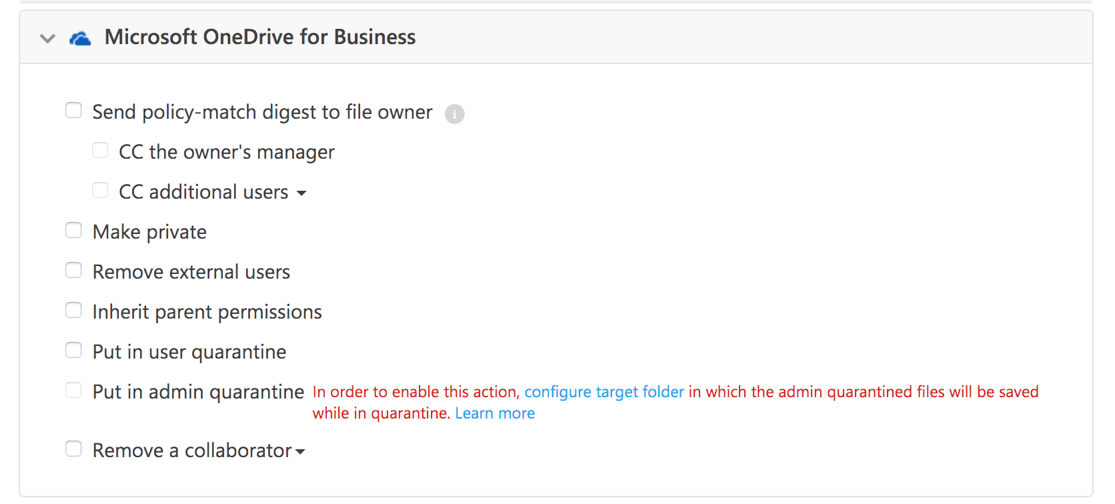 Microsoft OneDrive for Business
Send policy-match digest to file owner i
CC the owner's manager
CC additional users
Make private
Remove external users
Inherit parent permissions
Put in user quarantine
Put in admin quarantine In order to enable this action, configure target folder in which the admin quarantined files will be saved
while in quarantine. Learn more
Remove a collaborator